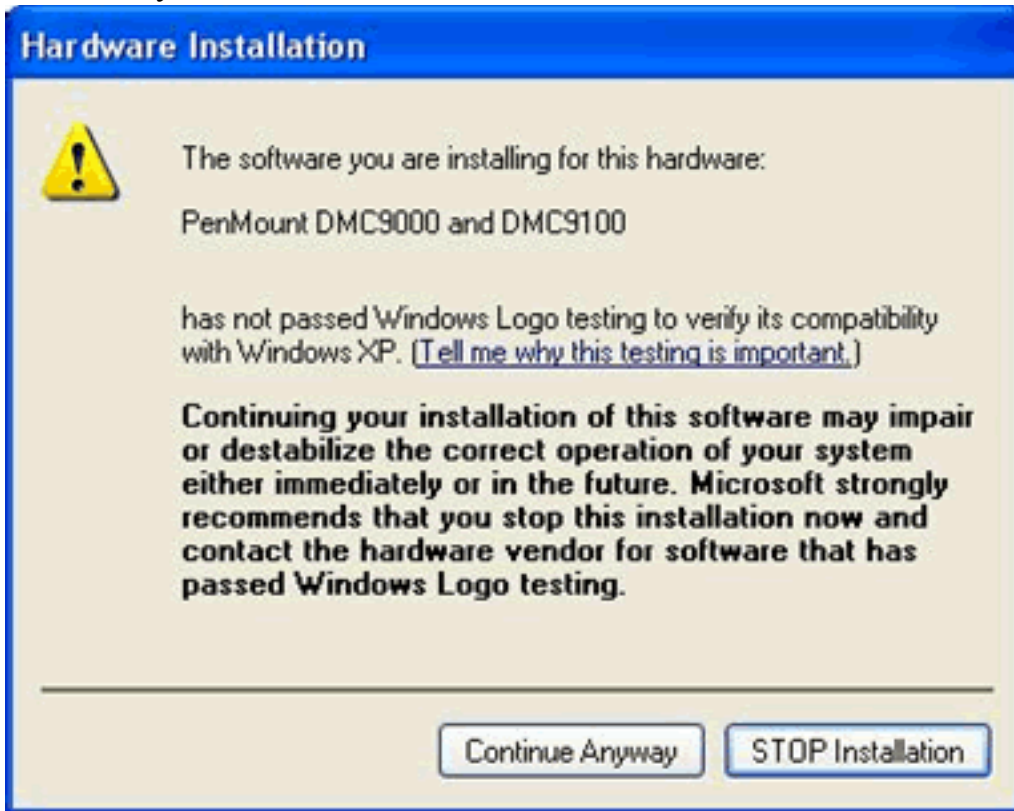 Hardware Installation
The software you are installing for this hardware:
PenMount DMC9000 and DMC9100
has not passed Windows Logo testing to verify its compatibility
with Windows XP. (Tell me why this testing is important.)
Continuing your installation of this software may impair
or destabilize the correct operation of your system
either immediately or in the future. Microsoft strongly
recommends that you stop this installation now and
contact the hardware vendor for software that has
passed Windows Logo testing.
Continue Anyway
STOP Installation